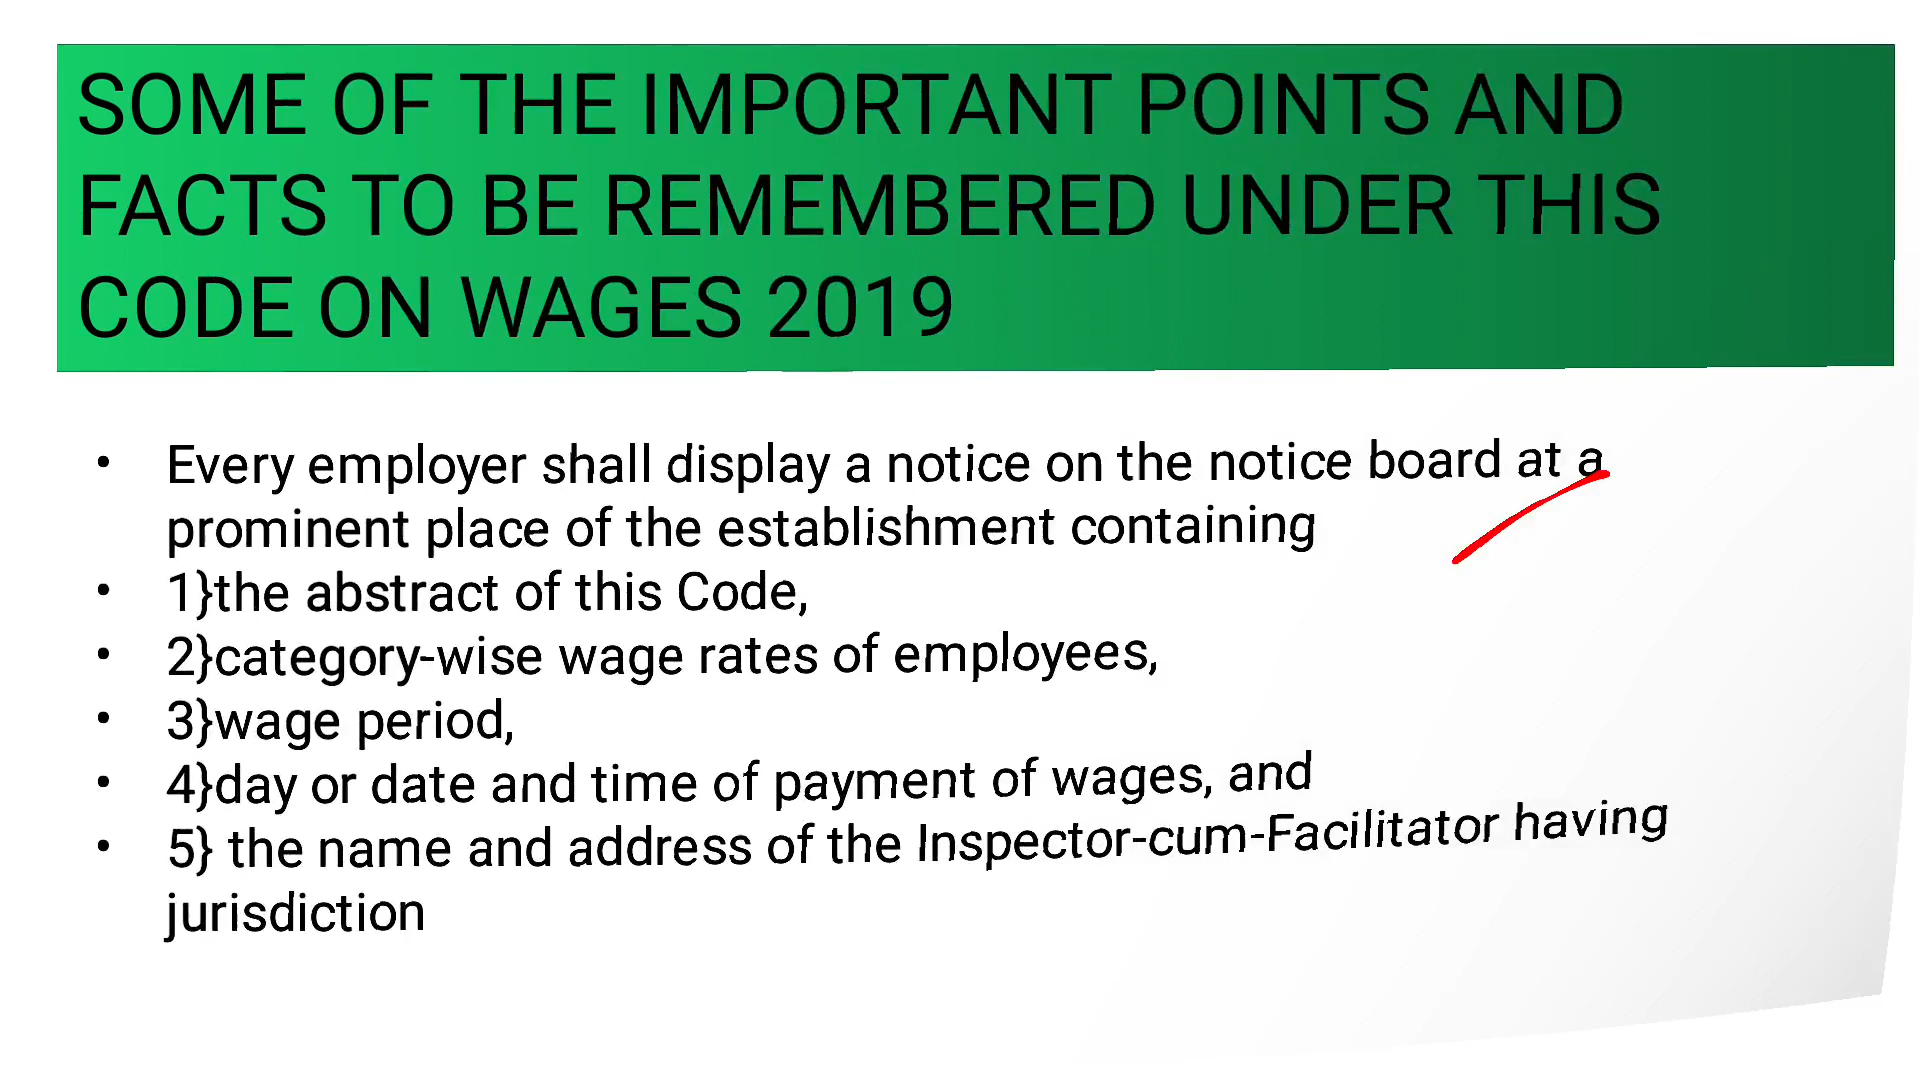 SOME OF THE IMPORTANT POINTS AND
FACTS TO BE REMEMBERED UNDER THIS
CODE ON WAGES 2019
• Every employer shall display a notice on the notice board at a
prominent place of the establishment containing
• 1}the abstract of this Code,
• 2}category-wise wage rates of employees,
• 3}wage period,
• 4}day or date and time of payment of wages, and
• 5} the name and address of the Inspector-cum-Facilitator having
jurisdiction